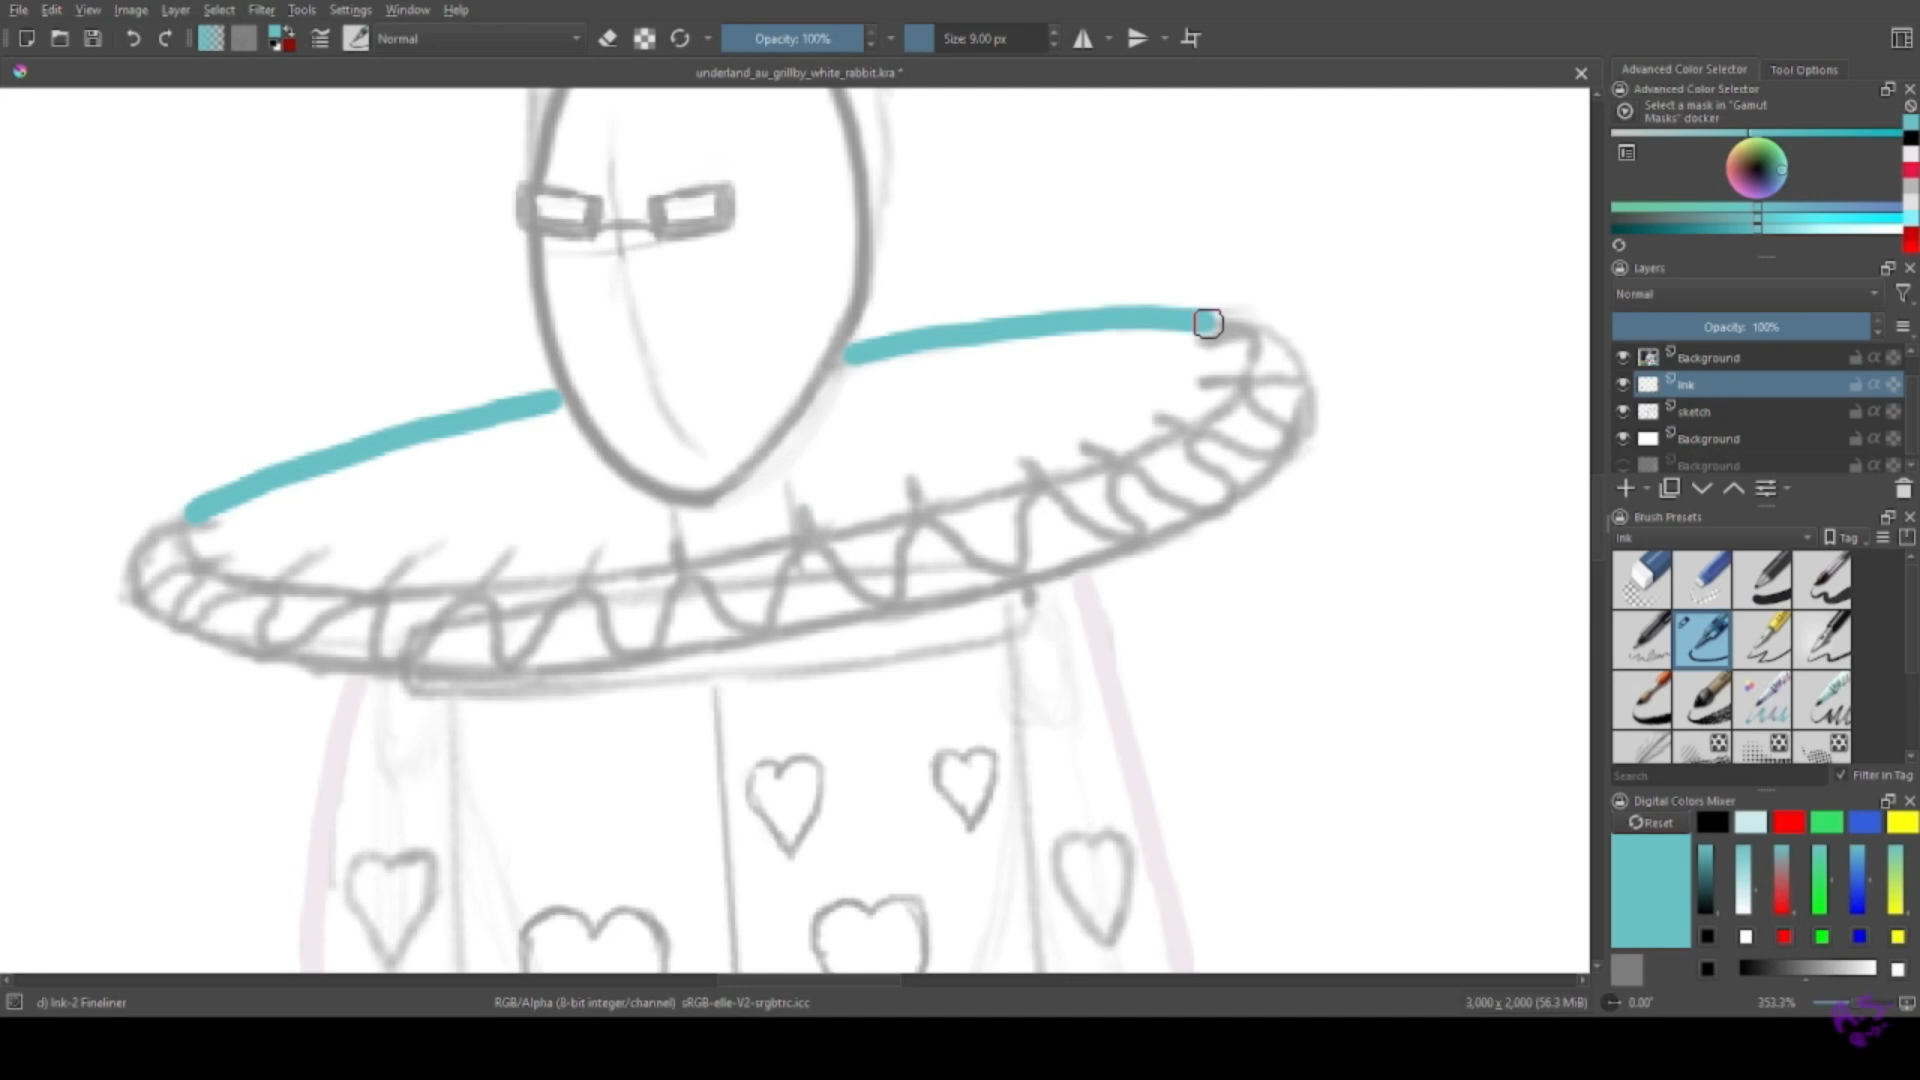 File Edit View Image Layer Select Filter Tools Settings Window Help
Normal Opacity: 100% Size: 9.00 px
underland_au_grillby_white_rabbit.kra *
Advanced Color Selector Tool Options
Advanced Color Selector
Select a mask in "Gamut
Masks" docker
Layers
Normal
Opacity: 100%
Background
Ink
sketch
Background
Background
Brush Presets
Ink Tag
Search Filter in Tag
Digital Colors Mixer
Reset
d) Ink-2 Fineliner RGB/Alpha (8-bit integer/channel) sRGB-elle-V2-srgbtrc.icc 3,000 x 2,000 (56.3 MiB) 0.00° 353.3%